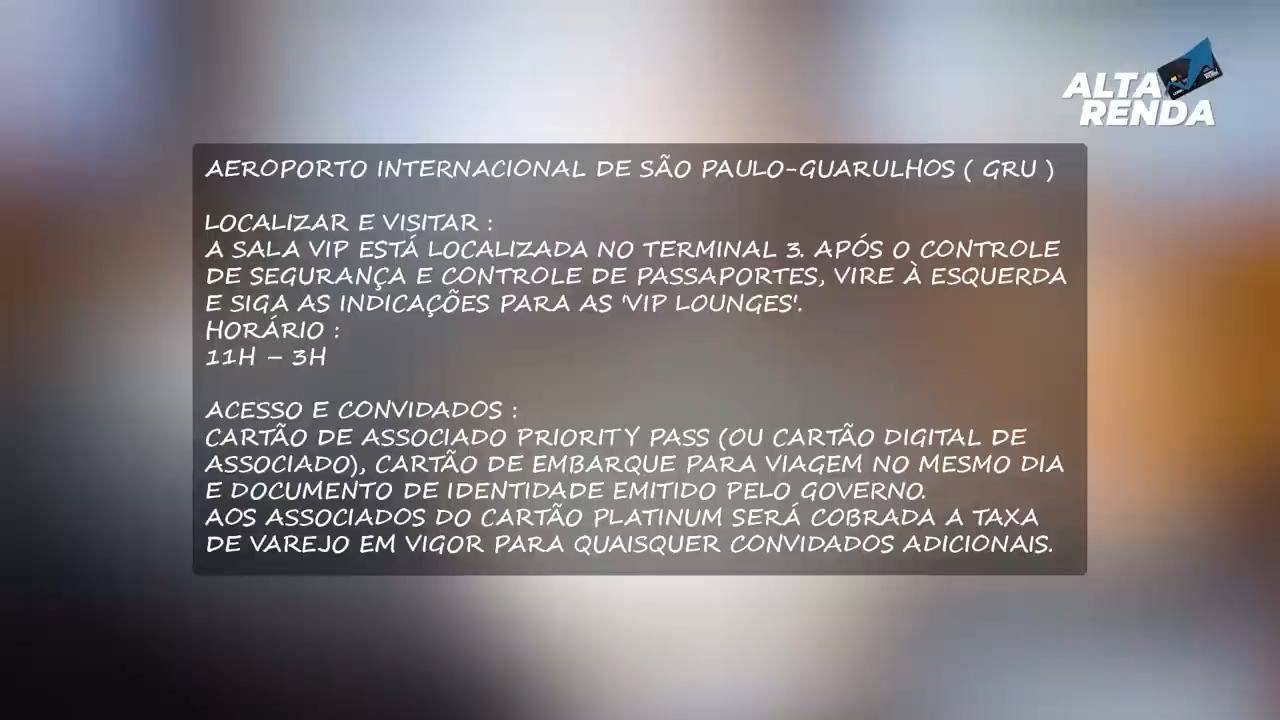 ALTA
RENDA
AEROPORTO INTERNACIONAL DE SÃO PAULO-GUARULHOS ( GRU )
LOCALIZAR E VISITAR :
A SALA VIP ESTÁ LOCALIZADA NO TERMINAL 3. APÓS O CONTROLE
DE SEGURANÇA E CONTROLE DE PASSAPORTES, VIRE À ESQUERDA
E SIGA AS INDICAÇÕES PARA AS 'VIP LOUNGES'.
HORÁRIO :
11H – 3H
ACESSO E CONVIDADOS :
CARTÃO DE ASSOCIADO PRIORITY PASS (OU CARTÃO DIGITAL DE
ASSOCIADO), CARTÃO DE EMBARQUE PARA VIAGEM NO MESMO DIA
E DOCUMENTO DE IDENTIDADE EMITIDO PELO GOVERNO.
AOS ASSOCIADOS DO CARTÃO PLATINUM SERÁ COBRADA A TAXA
DE VAREJO EM VIGOR PARA QUAISQUER CONVIDADOS ADICIONAIS.